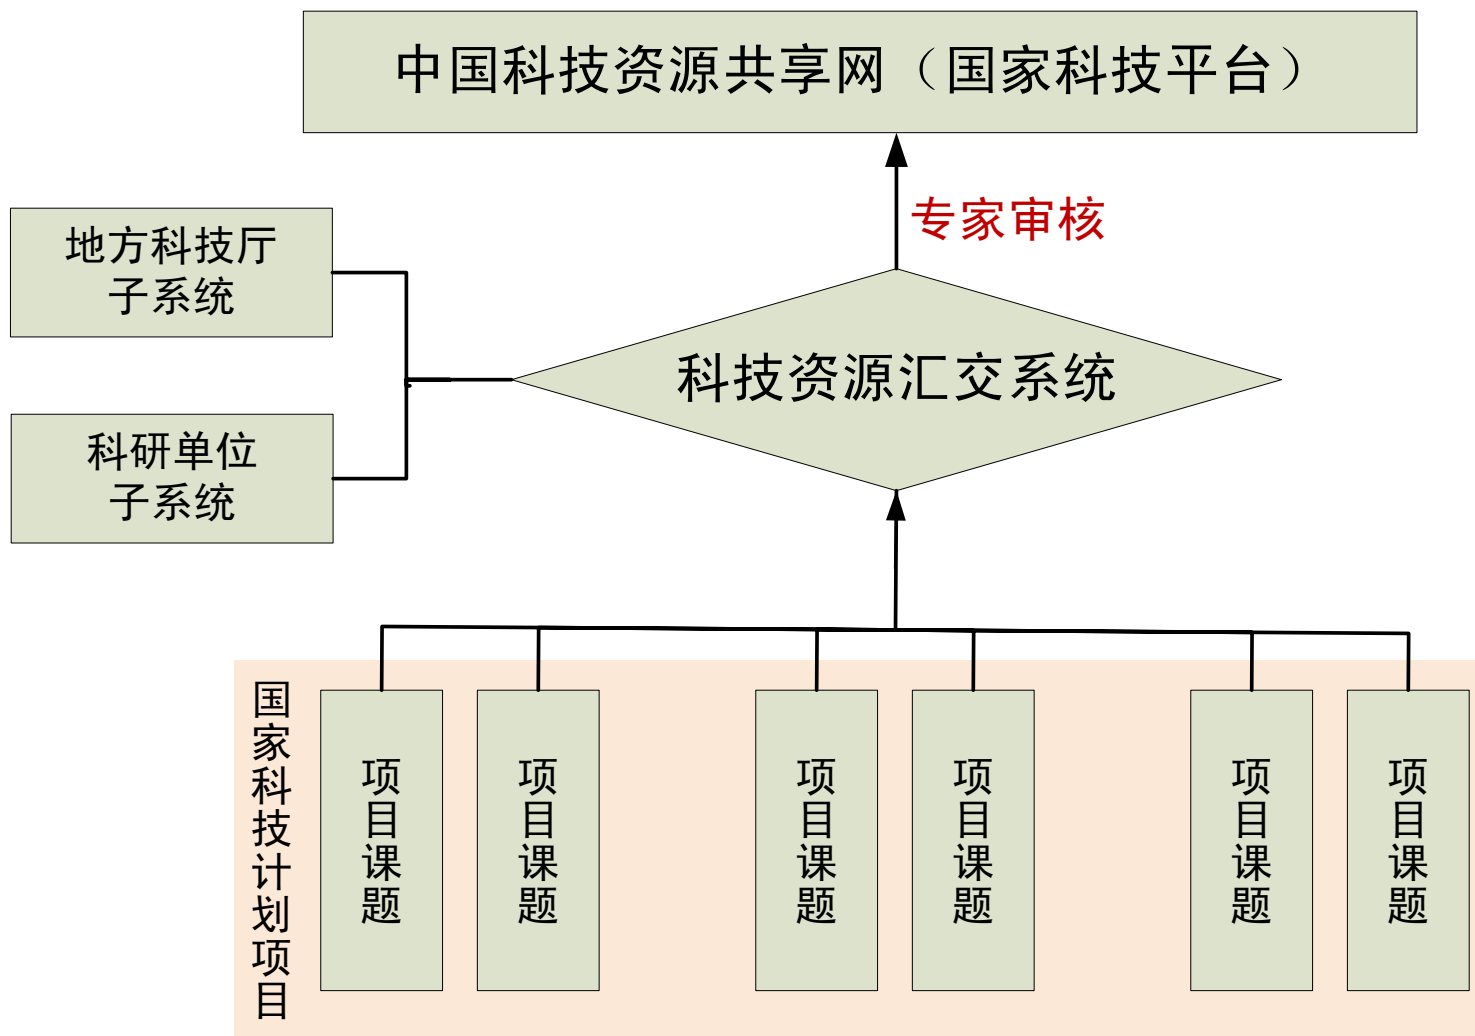 中国科技资源共享网（国家科技平台）
专家审核
地方科技厅
子系统
科技资源汇交系统
科研单位
子系统
国家科技计划项目
项目课题
项目课题
项目课题
项目课题
项目课题
项目课题